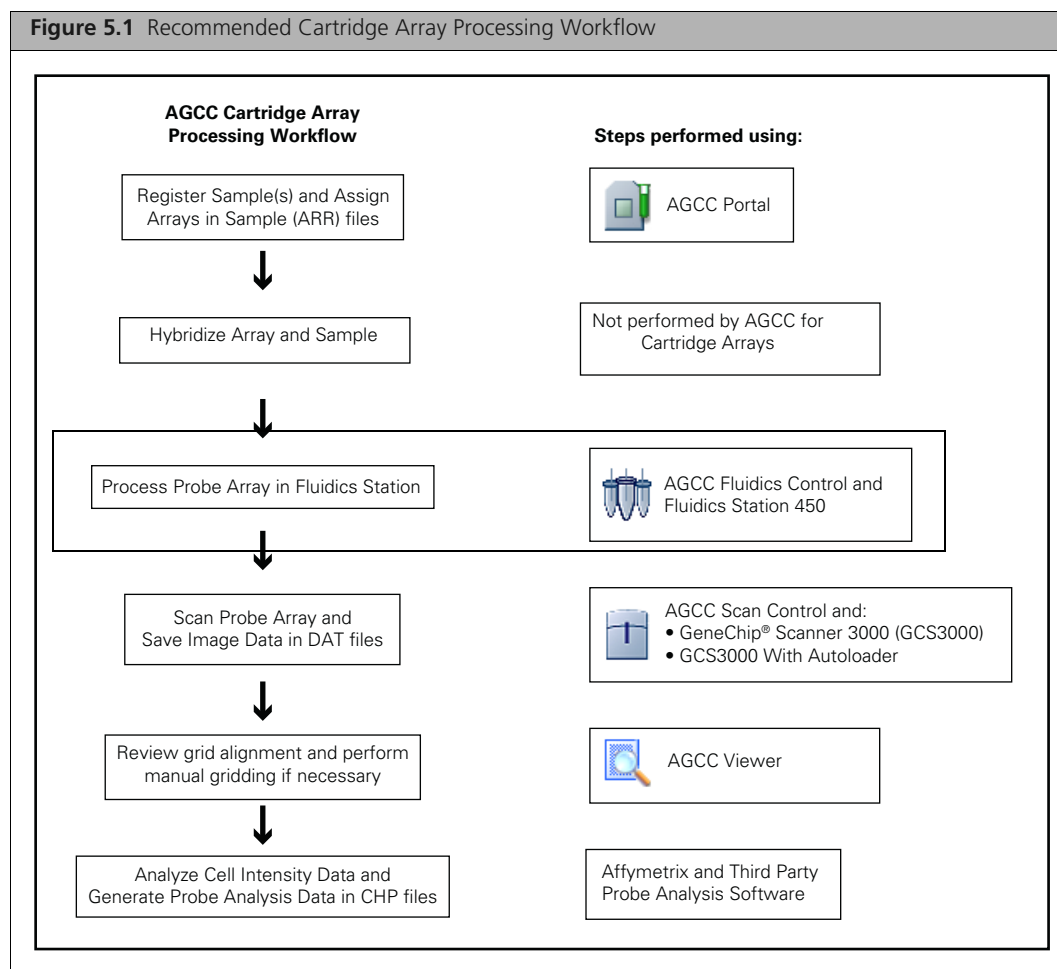 Figure 5.1 Recommended Cartridge Array Processing Workflow
AGCC Cartridge Array
Processing Workflow
Steps performed using:
Register Sample(s) and Assign
Arrays in Sample (ARR) files
AGCC Portal
Hybridize Array and Sample
Not performed by AGCC for
Cartridge Arrays
Process Probe Array in Fluidics Station
AGCC Fluidics Control and
Fluidics Station 450
Scan Probe Array and
Save Image Data in DAT files
AGCC Scan Control and:
• GeneChip® Scanner 3000 (GCS3000)
• GCS3000 With Autoloader
Review grid alignment and perform
manual gridding if necessary
AGCC Viewer
Analyze Cell Intensity Data and
Generate Probe Analysis Data in CHP files
Affymetrix and Third Party
Probe Analysis Software